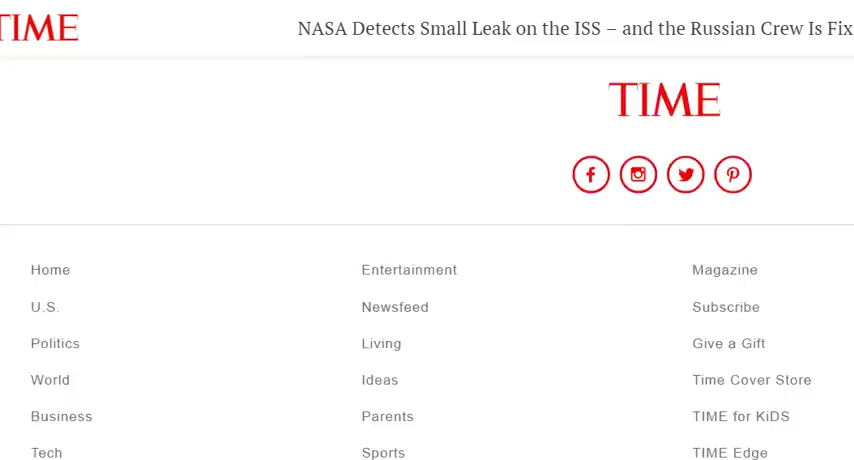 TIME
NASA Detects Small Leak on the ISS – and the Russian Crew Is Fix
TIME
Home
Entertainment
Magazine
U.S.
Newsfeed
Subscribe
Politics
Living
Give a Gift
World
Ideas
Time Cover Store
Business
Parents
TIME for KiDS
Tech
Sports
TIME Edge